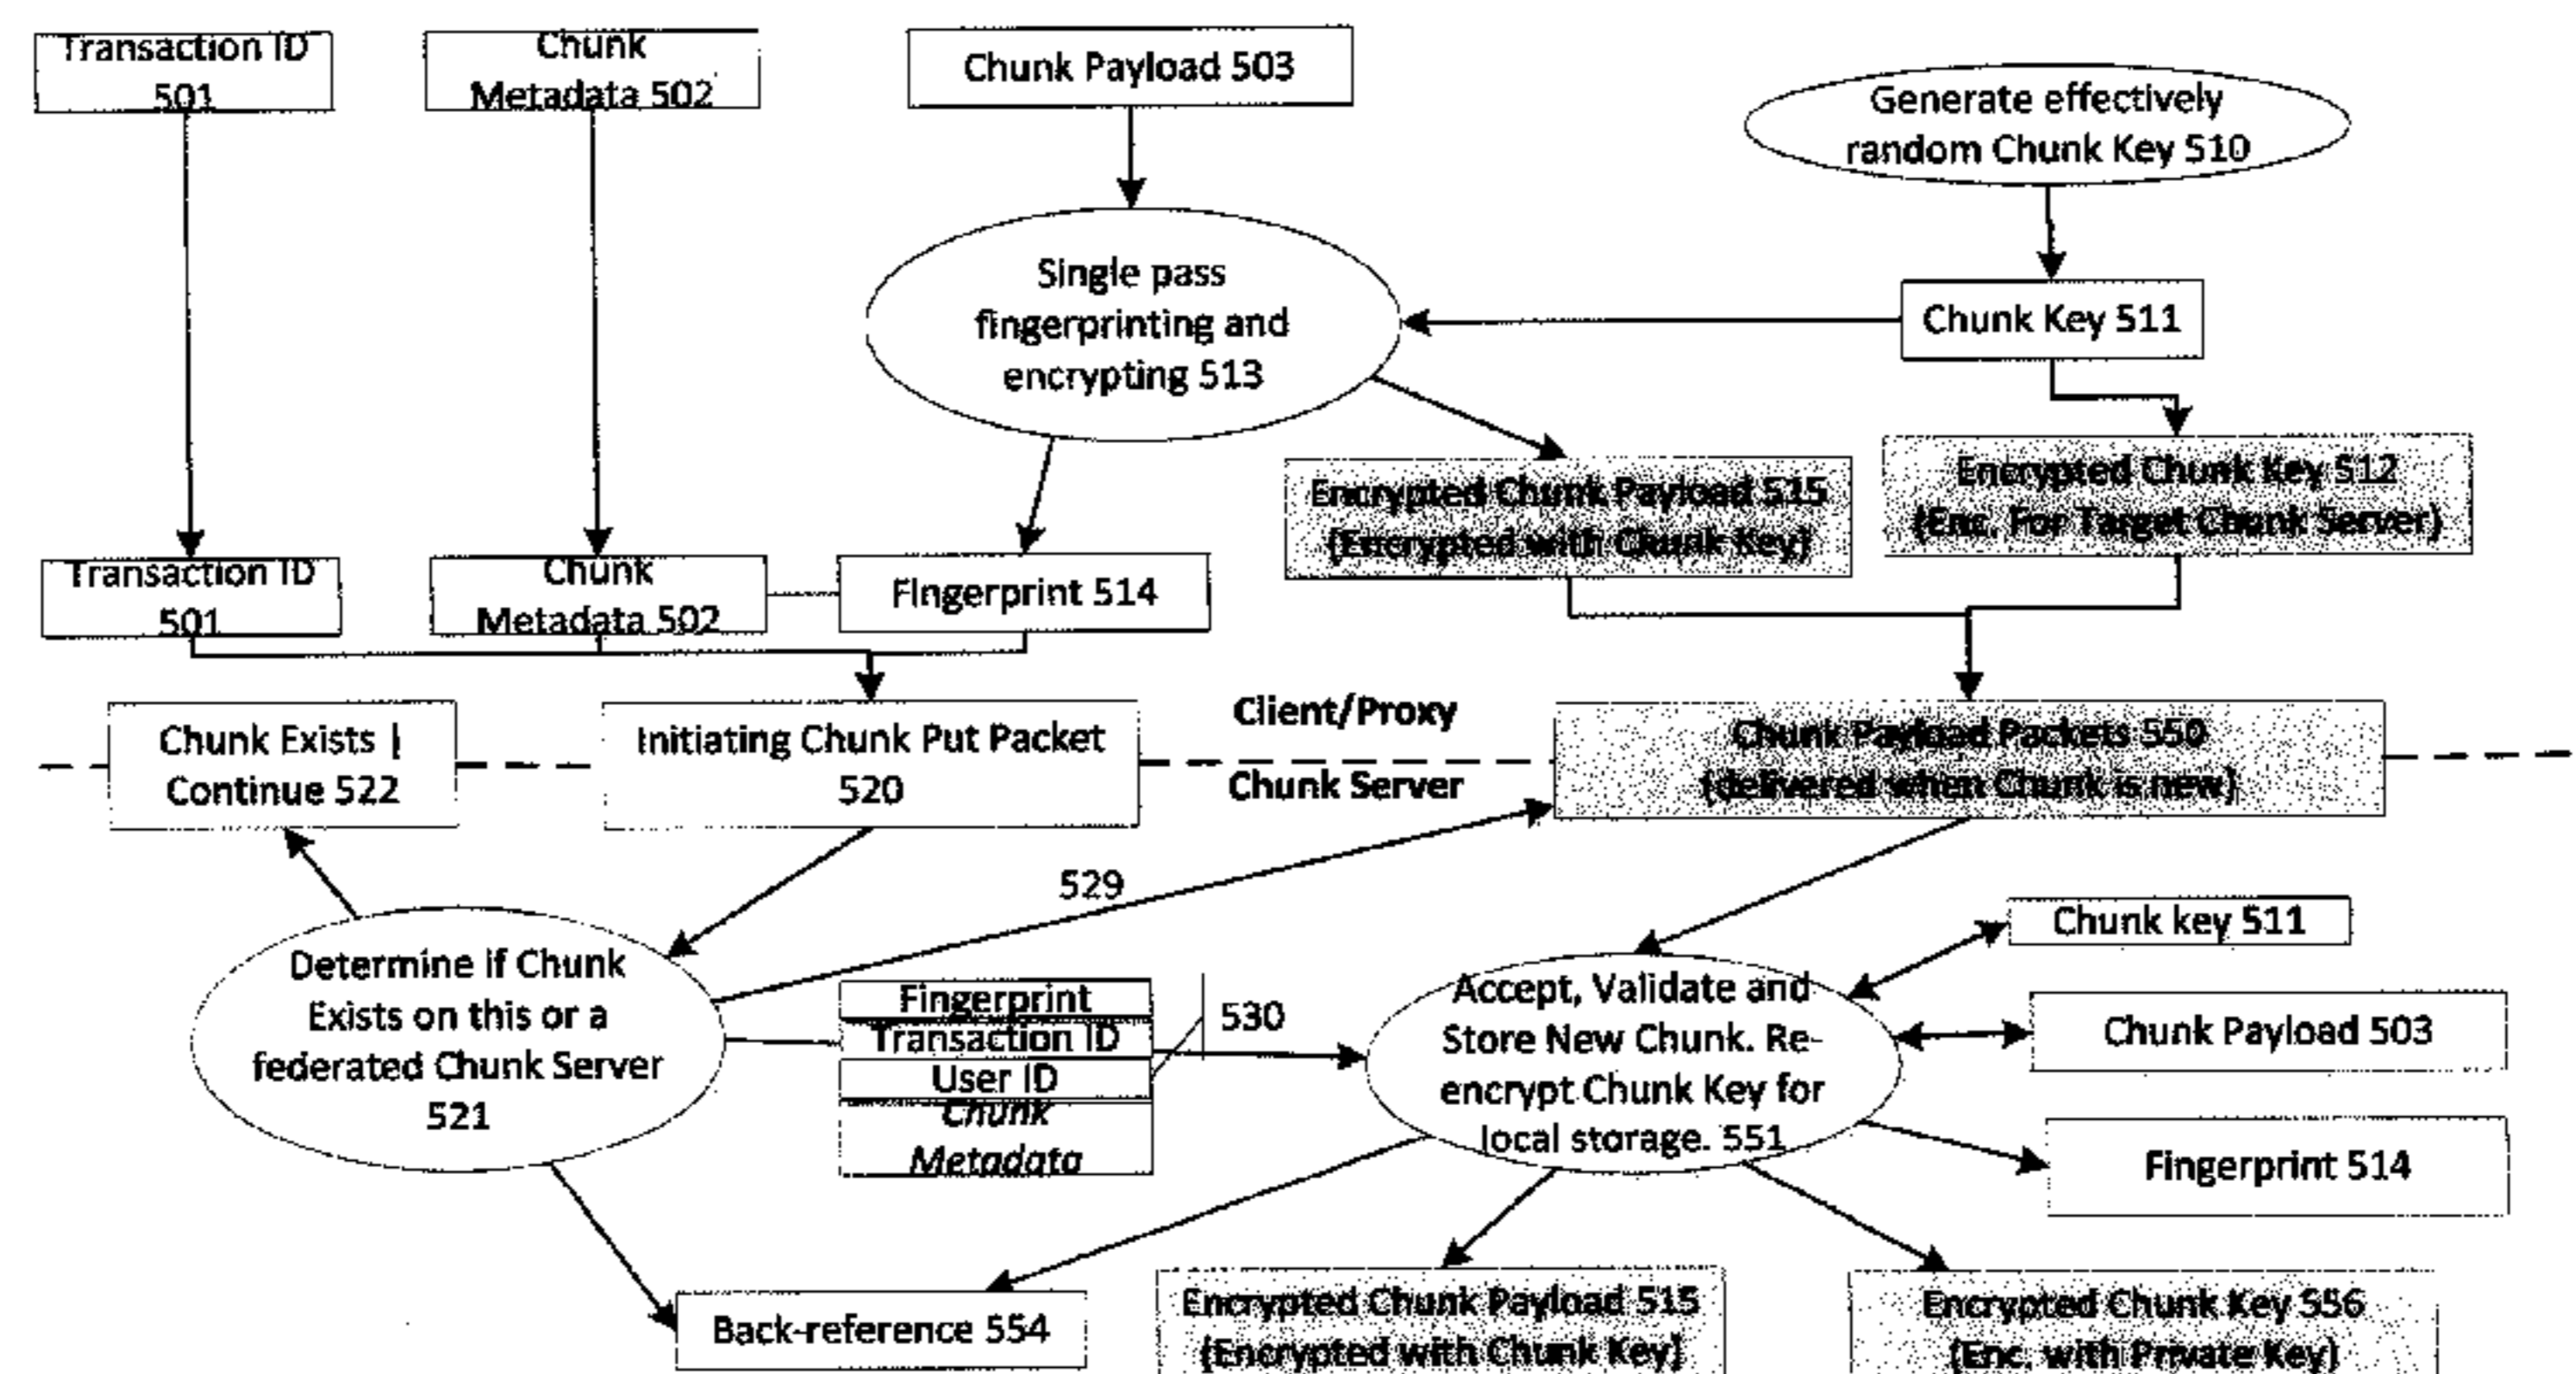 Transaction ID
501
Chunk
Metadata 502
Chunk Payload 503
Generate effectively
random Chunk Key 510
Single pass
fingerprinting and
encrypting 513
Chunk Key 511
Encrypted Chunk Payload 515
(Encrypted with Chunk Key)
Encrypted Chunk Key 512
(Enc. For Target Chunk Server)
Transaction ID
501
Chunk
Metadata 502
Fingerprint 514
Chunk Exists |
Continue 522
Initiating Chunk Put Packet
520
Client/Proxy
Chunk Server
Chunk Payload Packets 550
(delivered when Chunk is new)
529
Determine if Chunk
Exists on this or a
federated Chunk Server
521
Fingerprint
Transaction ID
User ID
Chunk
Metadata
530
Accept, Validate and
Store New Chunk. Re-
encrypt Chunk Key for
local storage. 551
Chunk key 511
Chunk Payload 503
Fingerprint 514
Back-reference 554
Encrypted Chunk Payload 515
(Encrypted with Chunk Key)
Encrypted Chunk Key 556
(Enc. with Private Key)